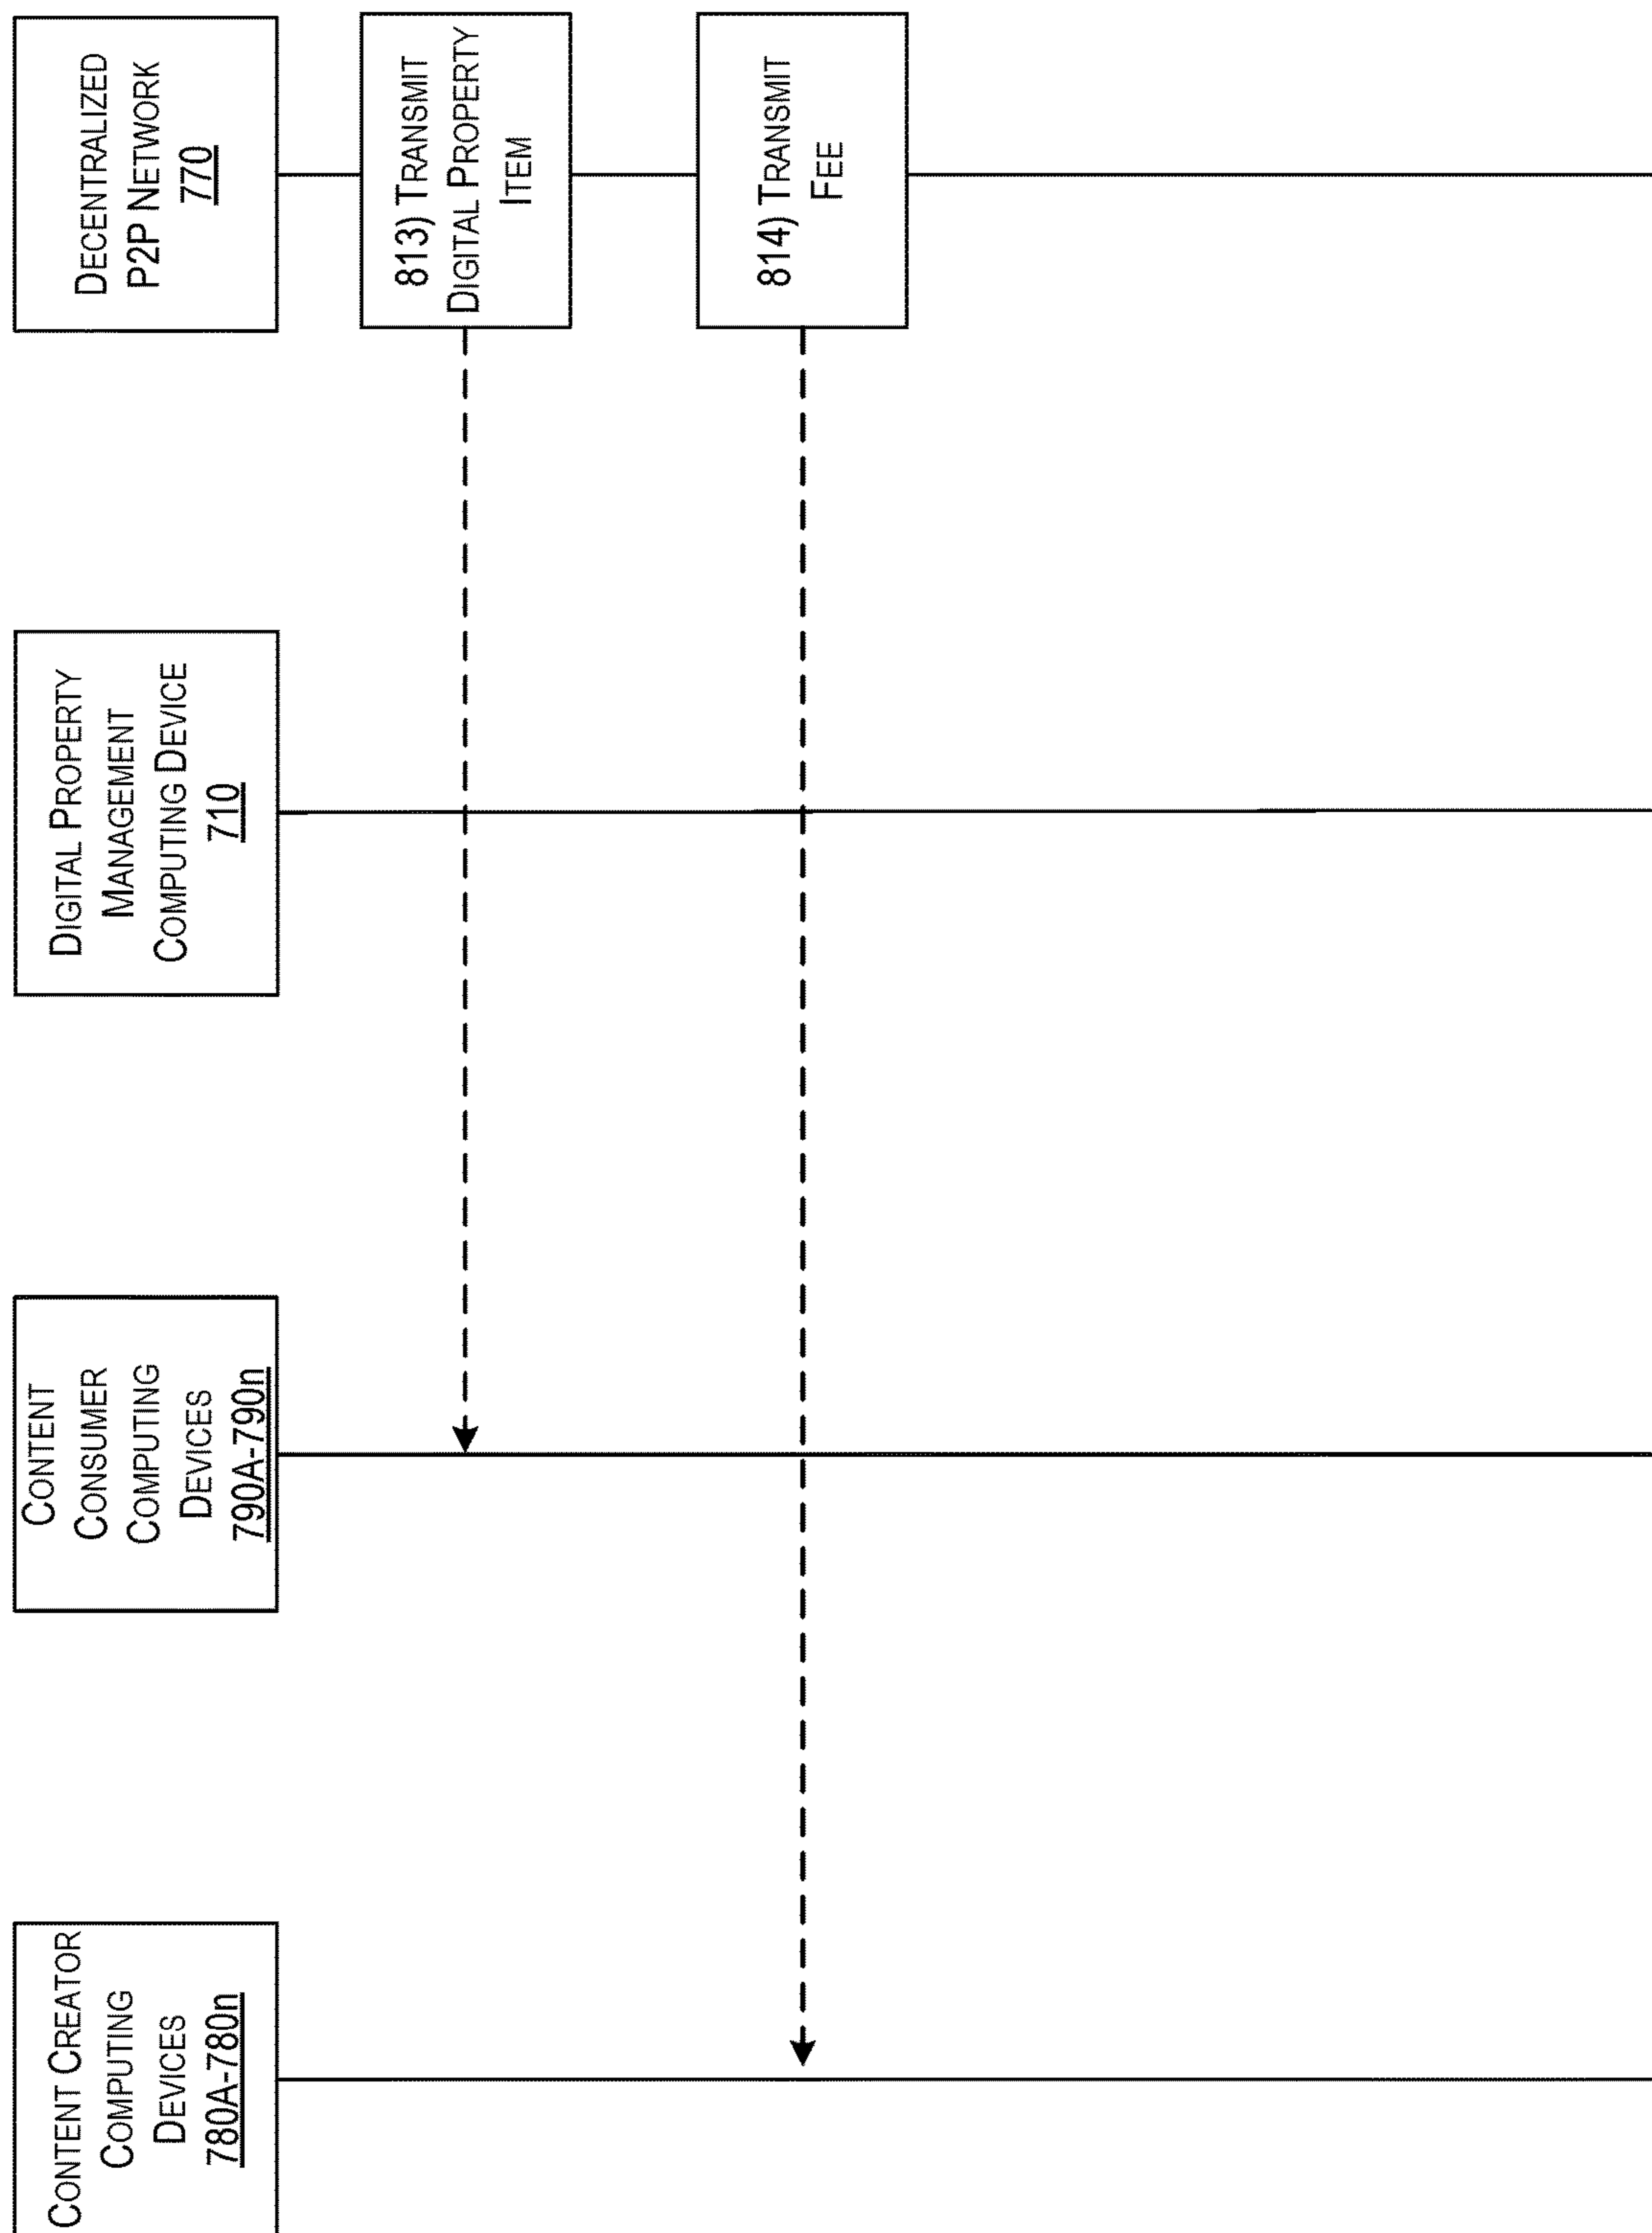 CONTENT CREATOR
COMPUTING
DEVICES
780A-780n
CONTENT
CONSUMER
COMPUTING
DEVICES
790A-790n
DIGITAL PROPERTY
MANAGEMENT
COMPUTING DEVICE
710
DECENTRALIZED
P2P NETWORK
770
813) TRANSMIT
DIGITAL PROPERTY
ITEM
814) TRANSMIT
FEE